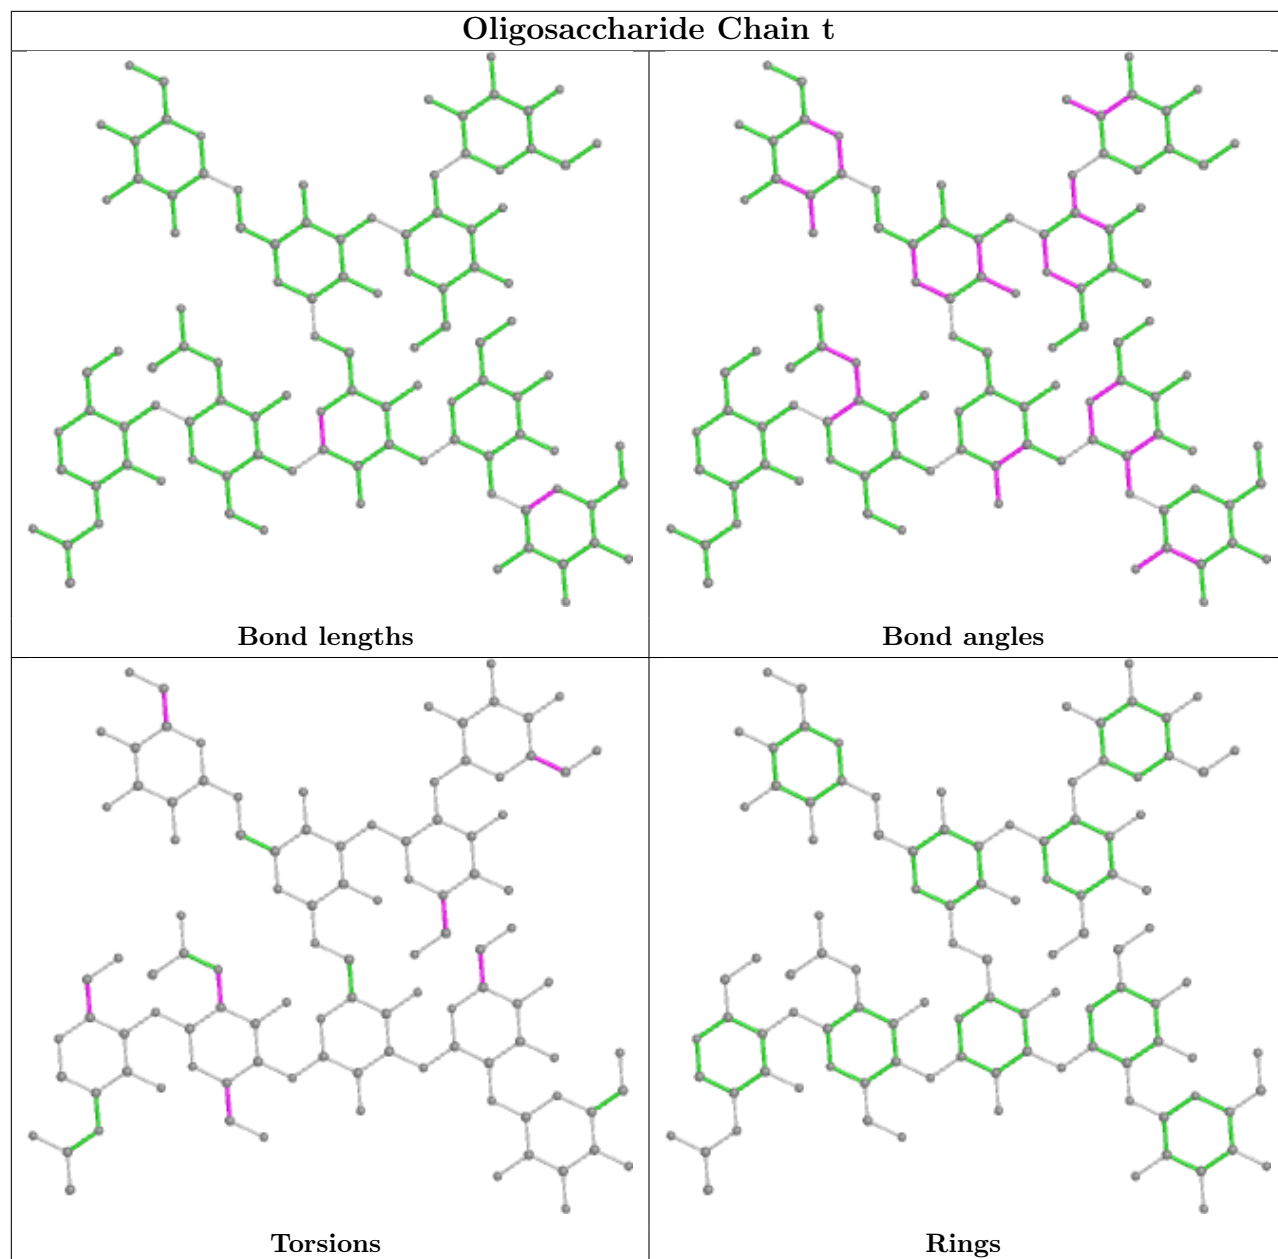 Oligosaccharide Chain t
Bond lengths
Bond angles
Torsions
Rings